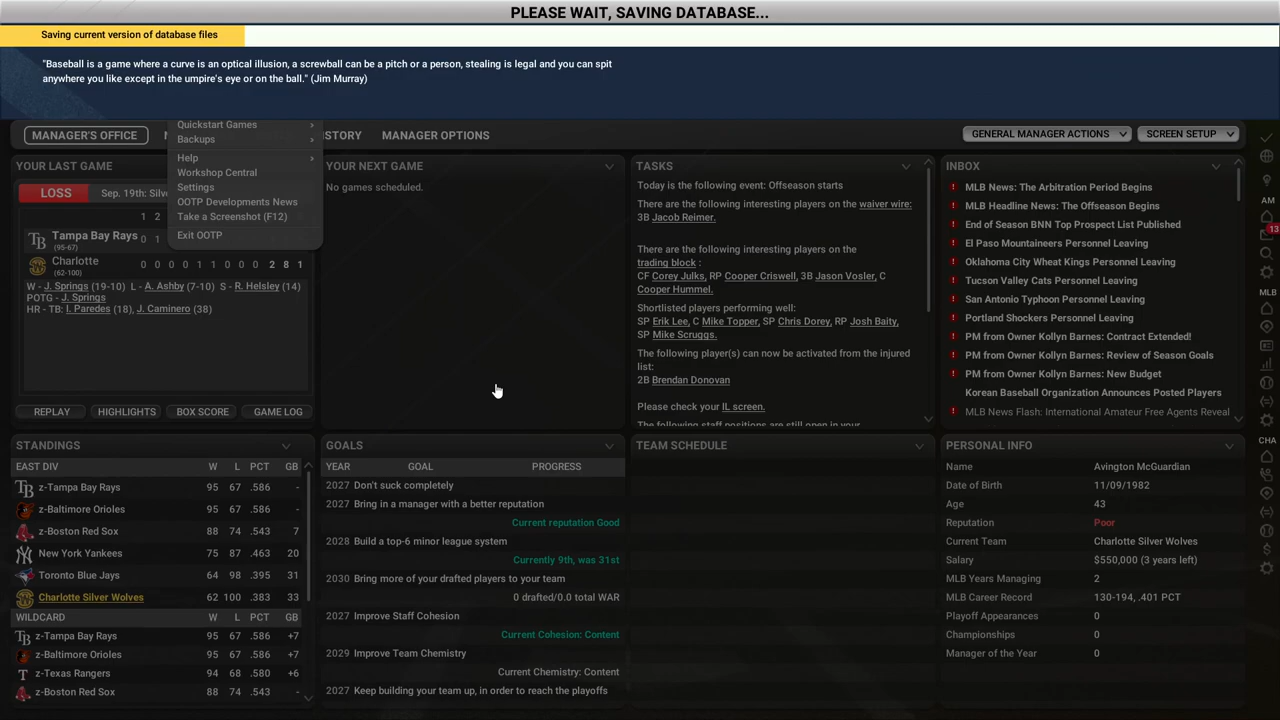 PLEASE WAIT, SAVING DATABASE...
Saving current version of database files
"Baseball is a game where a curve is an optical illusion, a screwball can be a pitch or a person, stealing is legal and you can spit
anywhere you like except in the umpire's eye or on the ball." (Jim Murray)
Quickstart Games >
Backups >
Help >
Workshop Central
Settings
OOTP Developments News
Take a Screenshot (F12)
Exit OOTP
MANAGER'S OFFICE
ISTORY
MANAGER OPTIONS
GENERAL MANAGER ACTIONS
SCREEN SETUP
YOUR LAST GAME
LOSS Sep. 19th: Silve
1 2
Tampa Bay Rays 0 1
(95-67)
Charlotte 0 0 0 0 1 1 0 0 0 2 8 1
(62-100)
W - J. Springs (19-10) L - A. Ashby (7-10) S - R. Helsley (14)
POTG - J. Springs
HR - TB: I. Paredes (18), J. Caminero (38)
REPLAY HIGHLIGHTS BOX SCORE GAME LOG
YOUR NEXT GAME
No games scheduled.
TASKS
Today is the following event: Offseason starts
There are the following interesting players on the waiver wire:
3B Jacob Reimer.
There are the following interesting players on the
trading block :
CF Corey Julks, RP Cooper Criswell, 3B Jason Vosler, C
Cooper Hummel.
Shortlisted players performing well:
SP Erik Lee, C Mike Topper, SP Chris Dorey, RP Josh Baity,
SP Mike Scruggs.
The following player(s) can now be activated from the injured
list:
2B Brendan Donovan
Please check your IL screen.
The following staff positions are still open in your
INBOX
! MLB News: The Arbitration Period Begins
! MLB Headline News: The Offseason Begins
! End of Season BNN Top Prospect List Published
! El Paso Mountaineers Personnel Leaving
! Oklahoma City Wheat Kings Personnel Leaving
! Tucson Valley Cats Personnel Leaving
! San Antonio Typhoon Personnel Leaving
! Portland Shockers Personnel Leaving
! PM from Owner Kollyn Barnes: Contract Extended!
! PM from Owner Kollyn Barnes: Review of Season Goals
! PM from Owner Kollyn Barnes: New Budget
Korean Baseball Organization Announces Posted Players
! MLB News Flash: International Amateur Free Agents Reveal
AM
13
MLB
CHA
STANDINGS
EAST DIV W L PCT GB
z-Tampa Bay Rays 95 67 .586 -
z-Baltimore Orioles 95 67 .586 -
z-Boston Red Sox 88 74 .543 7
New York Yankees 75 87 .463 20
Toronto Blue Jays 64 98 .395 31
Charlotte Silver Wolves 62 100 .383 33
WILDCARD W L PCT GB
z-Tampa Bay Rays 95 67 .586 +7
z-Baltimore Orioles 95 67 .586 +7
z-Texas Rangers 94 68 .580 +6
z-Boston Red Sox 88 74 .543 -
GOALS
YEAR GOAL PROGRESS
2027 Don't suck completely
2027 Bring in a manager with a better reputation
Current reputation Good
2028 Build a top-6 minor league system
Currently 9th, was 31st
2030 Bring more of your drafted players to your team
0 drafted/0.0 total WAR
2027 Improve Staff Cohesion
Current Cohesion: Content
2029 Improve Team Chemistry
Current Chemistry: Content
2027 Keep building your team up, in order to reach the playoffs
TEAM SCHEDULE
PERSONAL INFO
Name Avington McGuardian
Date of Birth 11/09/1982
Age 43
Reputation Poor
Current Team Charlotte Silver Wolves
Salary $550,000 (3 years left)
MLB Years Managing 2
MLB Career Record 130-194, .401 PCT
Playoff Appearances 0
Championships 0
Manager of the Year 0